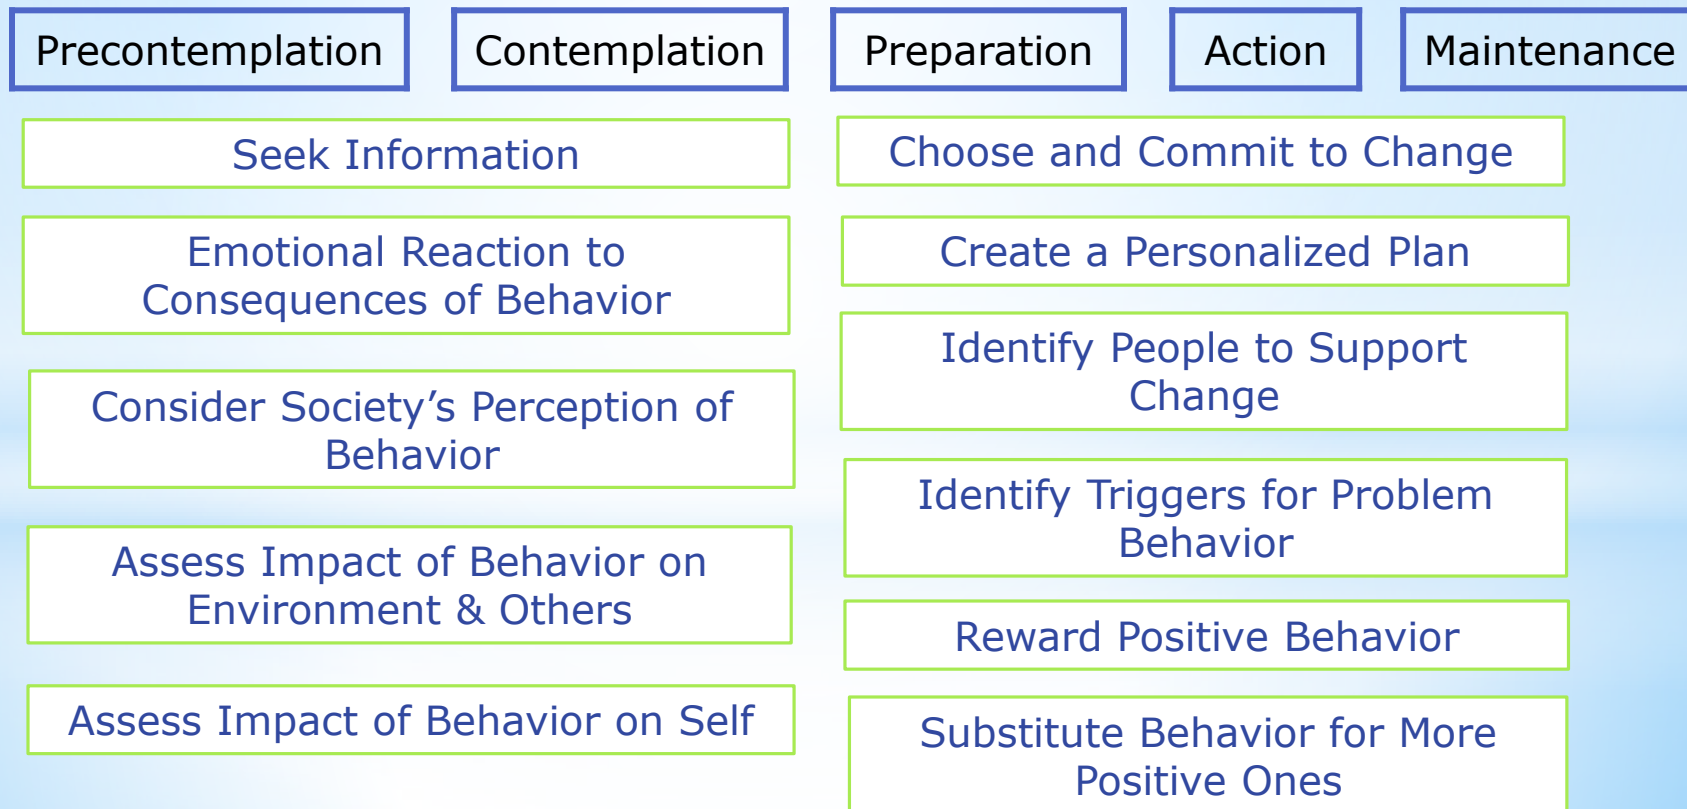 Precontemplation
Contemplation
Preparation
Action
Maintenance
Seek Information
Emotional Reaction to
Consequences of Behavior
Consider Society’s Perception of
Behavior
Assess Impact of Behavior on
Environment & Others
Assess Impact of Behavior on Self
Choose and Commit to Change
Create a Personalized Plan
Identify People to Support
Change
Identify Triggers for Problem
Behavior
Reward Positive Behavior
Substitute Behavior for More
Positive Ones